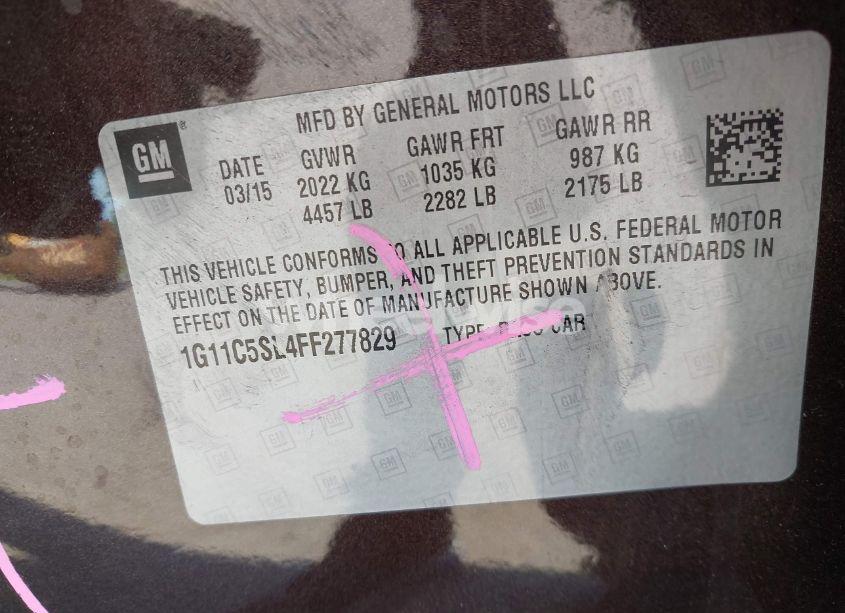 MFD BY GENERAL MOTORS LLC
GM
DATE GVWR GAWR FRT GAWR RR
03/15 2022 KG 1035 KG 987 KG
4457 LB 2282 LB 2175 LB
THIS VEHICLE CONFORMS TO ALL APPLICABLE U.S. FEDERAL MOTOR
VEHICLE SAFETY, BUMPER, AND THEFT PREVENTION STANDARDS IN
EFFECT ON THE DATE OF MANUFACTURE SHOWN ABOVE.
1G11C5SL4FF277829 TYPE: CAR